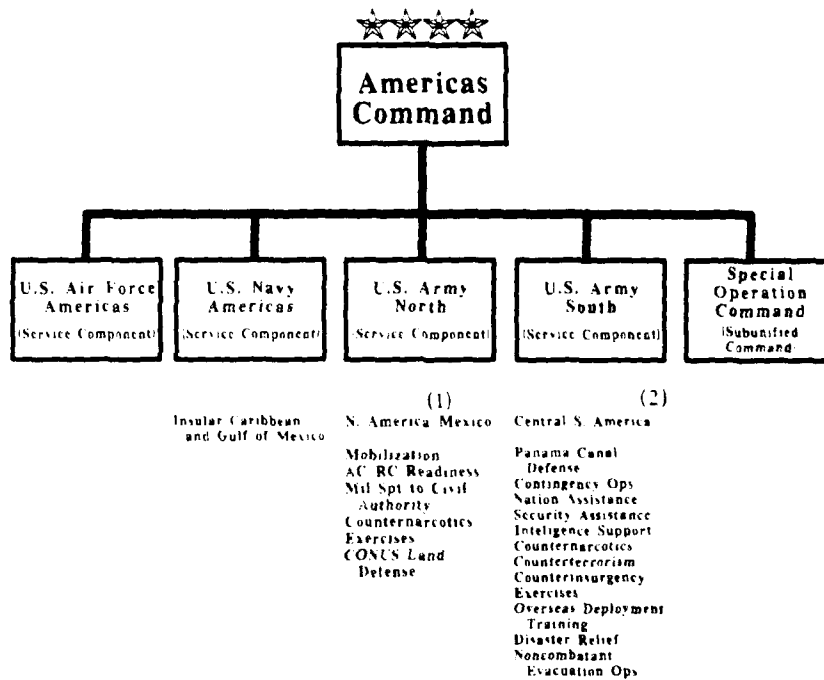 Americas
Command
U.S. Air Force
Americas
(Service Component)
U.S. Navy
Americas
(Service Component)
U.S. Army
North
(Service Component)
U.S. Army
South
(Service Component)
Special
Operation
Command
(Subunified
Command)
Insular Caribbean
and Gulf of Mexico
(1)
N. America Mexico
Mobilization
AC RC Readiness
Mil Spt to Civil
Authority
Counternarcotics
Exercises
CONUS Land
Defense
(2)
Central S. America
Panama Canal
Defense
Contingency Ops
Nation Assistance
Security Assistance
Inteligence Support
Counternarcotics
Counterterrorism
Counterinsurgency
Exercises
Overseas Deployment
Training
Disaster Relief
Noncombatant
Evacuation Ops